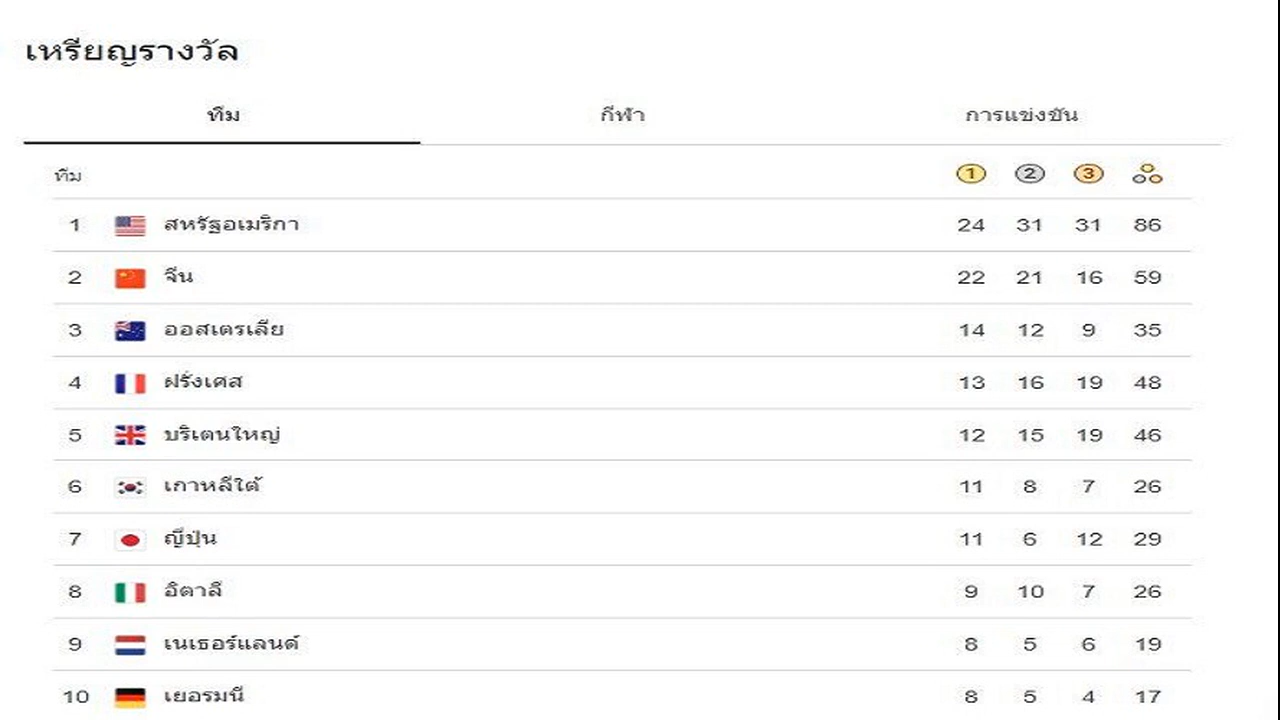 เหรียญรางวัล
ทีม กีฬา การแข่งขัน
ทีม 1 2 3
1 สหรัฐอเมริกา 24 31 31 86
2 จีน 22 21 16 59
3 ออสเตรเลีย 14 12 9 35
4 ฝรั่งเศส 13 16 19 48
5 บริเตนใหญ่ 12 15 19 46
6 เกาหลีใต้ 11 8 7 26
7 ญี่ปุ่น 11 6 12 29
8 อิตาลี 9 10 7 26
9 เนเธอร์แลนด์ 8 5 6 19
10 เยอรมนี 8 5 4 17